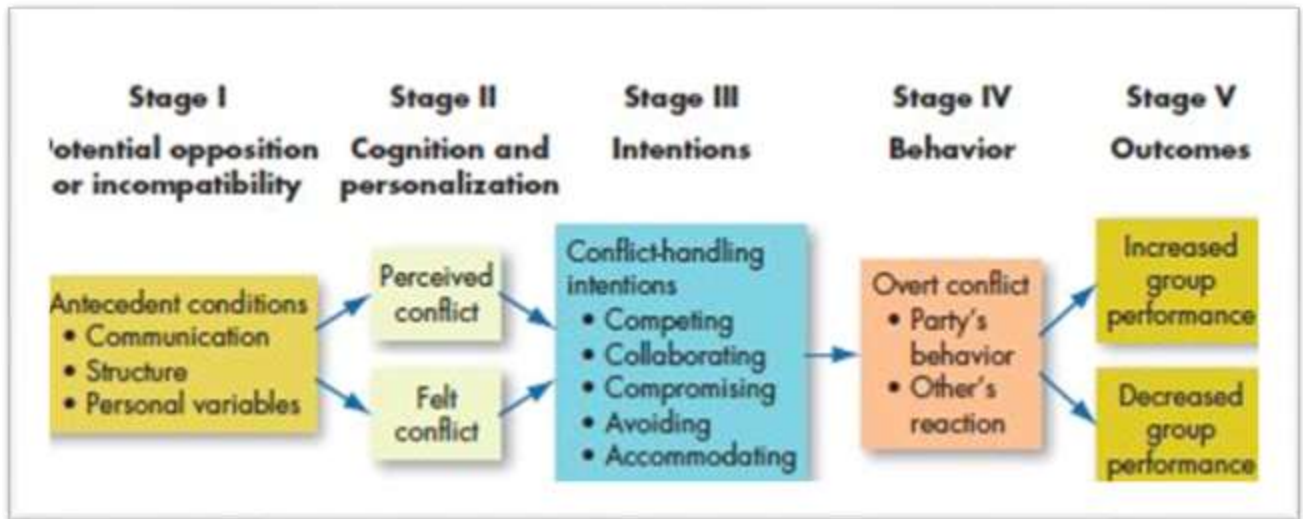 Stage I
otential opposition
or incompatibility
Stage II
Cognition and
personalization
Stage III
Intentions
Stage IV
Behavior
Stage V
Outcomes
Antecedent conditions
• Communication
• Structure
• Personal variables
Perceived
conflict
Felt
conflict
Conflict-handling
intentions
• Competing
• Collaborating
• Compromising
• Avoiding
• Accommodating
Overt conflict
• Party's
behavior
• Other's
reaction
Increased
group
performance
Decreased
group
performance